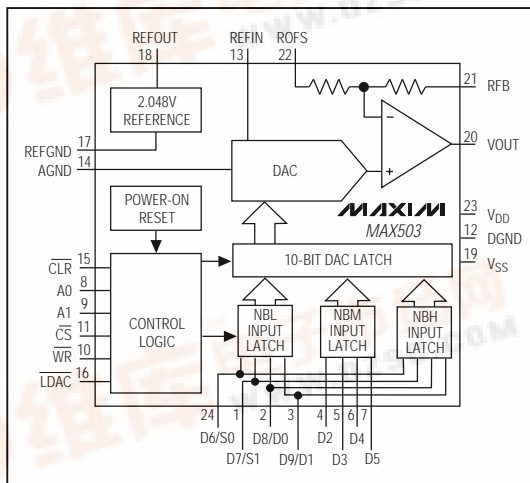 REFOUT REFIN ROFS
18 13 22
21 RFB
2.048V
REFERENCE
17
REFGND
14
AGND
DAC
−
+
20 VOUT
POWER-ON
RESET
MAXIM
MAX503
23 VDD
12 DGND
19 VSS
10-BIT DAC LATCH
CLR 15
A0 8
A1 9
CS 11
WR 10
LDAC 16
CONTROL
LOGIC
NBL
INPUT
LATCH
NBM
INPUT
LATCH
NBH
INPUT
LATCH
24 1 2 3 4 5 6 7
D6/S0 D8/D0 D2 D4
D7/S1 D9/D1 D3 D5